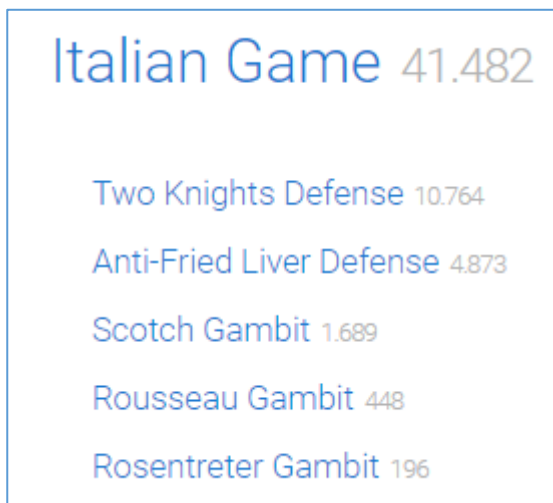 Italian Game 41.482
Two Knights Defense 10.764
Anti-Fried Liver Defense 4.873
Scotch Gambit 1.689
Rousseau Gambit 448
Rosentreter Gambit 196